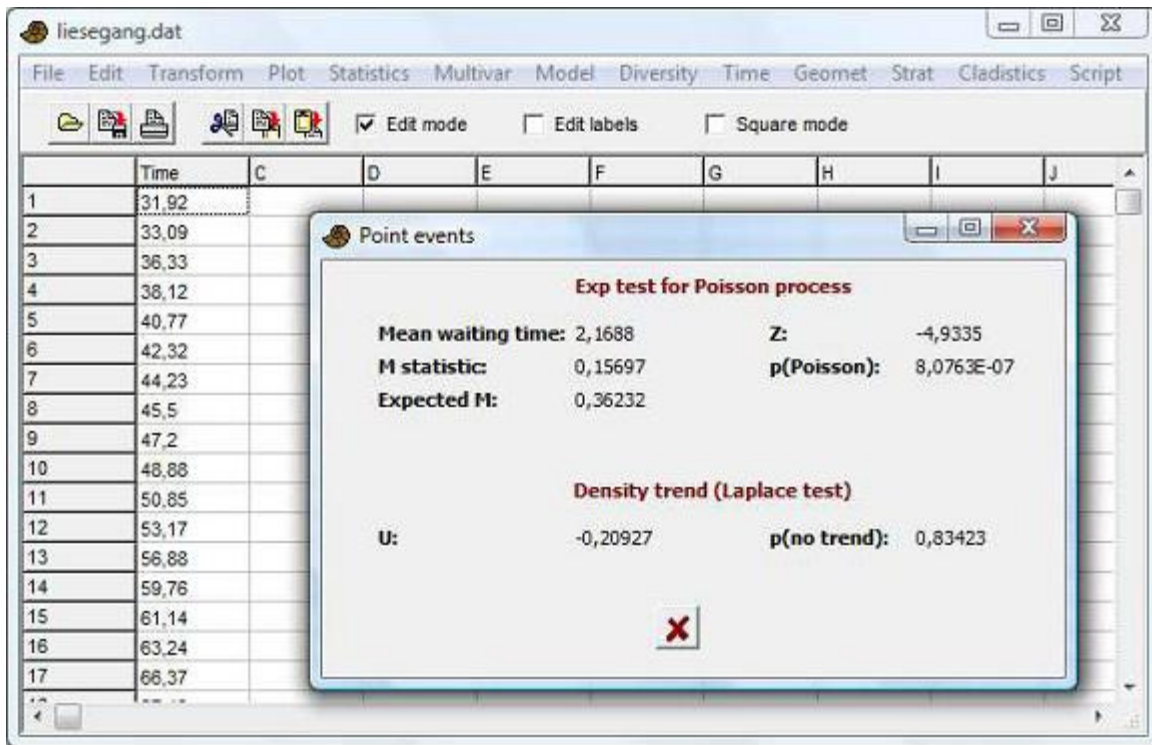 liesegang.dat
File Edit Transform Plot Statistics Multivar Model Diversity Time Geomet Strat Cladistics Script
Edit mode Edit labels Square mode
Time C D E F G H I J
1 31,92
2 33,09
3 36,33
4 38,12
5 40,77
6 42,32
7 44,23
8 45,5
9 47,2
10 48,88
11 50,85
12 53,17
13 56,88
14 59,76
15 61,14
16 63,24
17 66,37
Point events
Exp test for Poisson process
Mean waiting time: 2,1688 Z: -4,9335
M statistic: 0,15697 p(Poisson): 8,0763E-07
Expected M: 0,36232
Density trend (Laplace test)
U: -0,20927 p(no trend): 0,83423